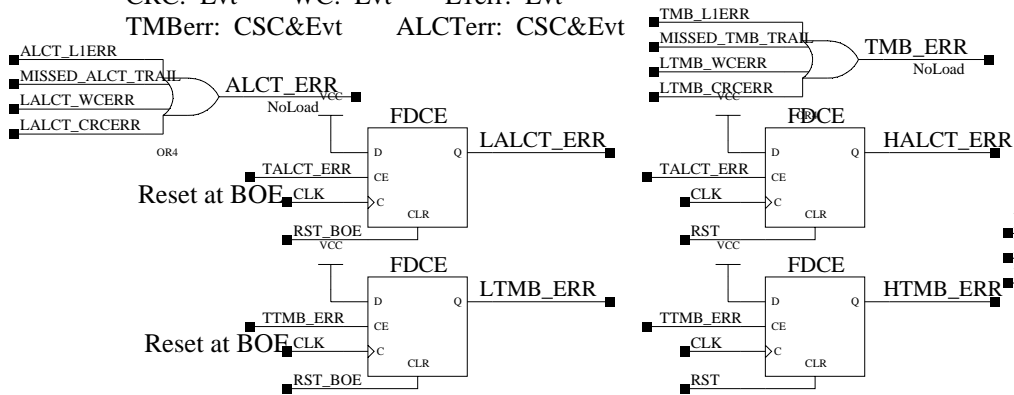 CRC: Evt WC: Evt L1err: Evt
TMBerr: CSC&Evt ALCTerr: CSC&Evt
ALCT_L1ERR
MISSED_ALCT_TRAIL
LALCT_WCERR
LALCT_CRCERR
ALCT_ERR
NoLoad
OR4
TMB_L1ERR
MISSED_TMB_TRAIL
LTMB_WCERR
LTMB_CRCERR
TMB_ERR
NoLoad
OR4
VCC
FDCE
D
Q
LALCT_ERR
TALCT_ERR
CE
Reset at BOE
CLK
C
CLR
RST_BOE
VCC
FDCE
D
Q
HALCT_ERR
TALCT_ERR
CE
CLK
C
CLR
RST
VCC
FDCE
D
Q
LTMB_ERR
TTMB_ERR
CE
Reset at BOE
CLK
C
CLR
RST_BOE
VCC
FDCE
D
Q
HTMB_ERR
TTMB_ERR
CE
CLK
C
CLR
RST